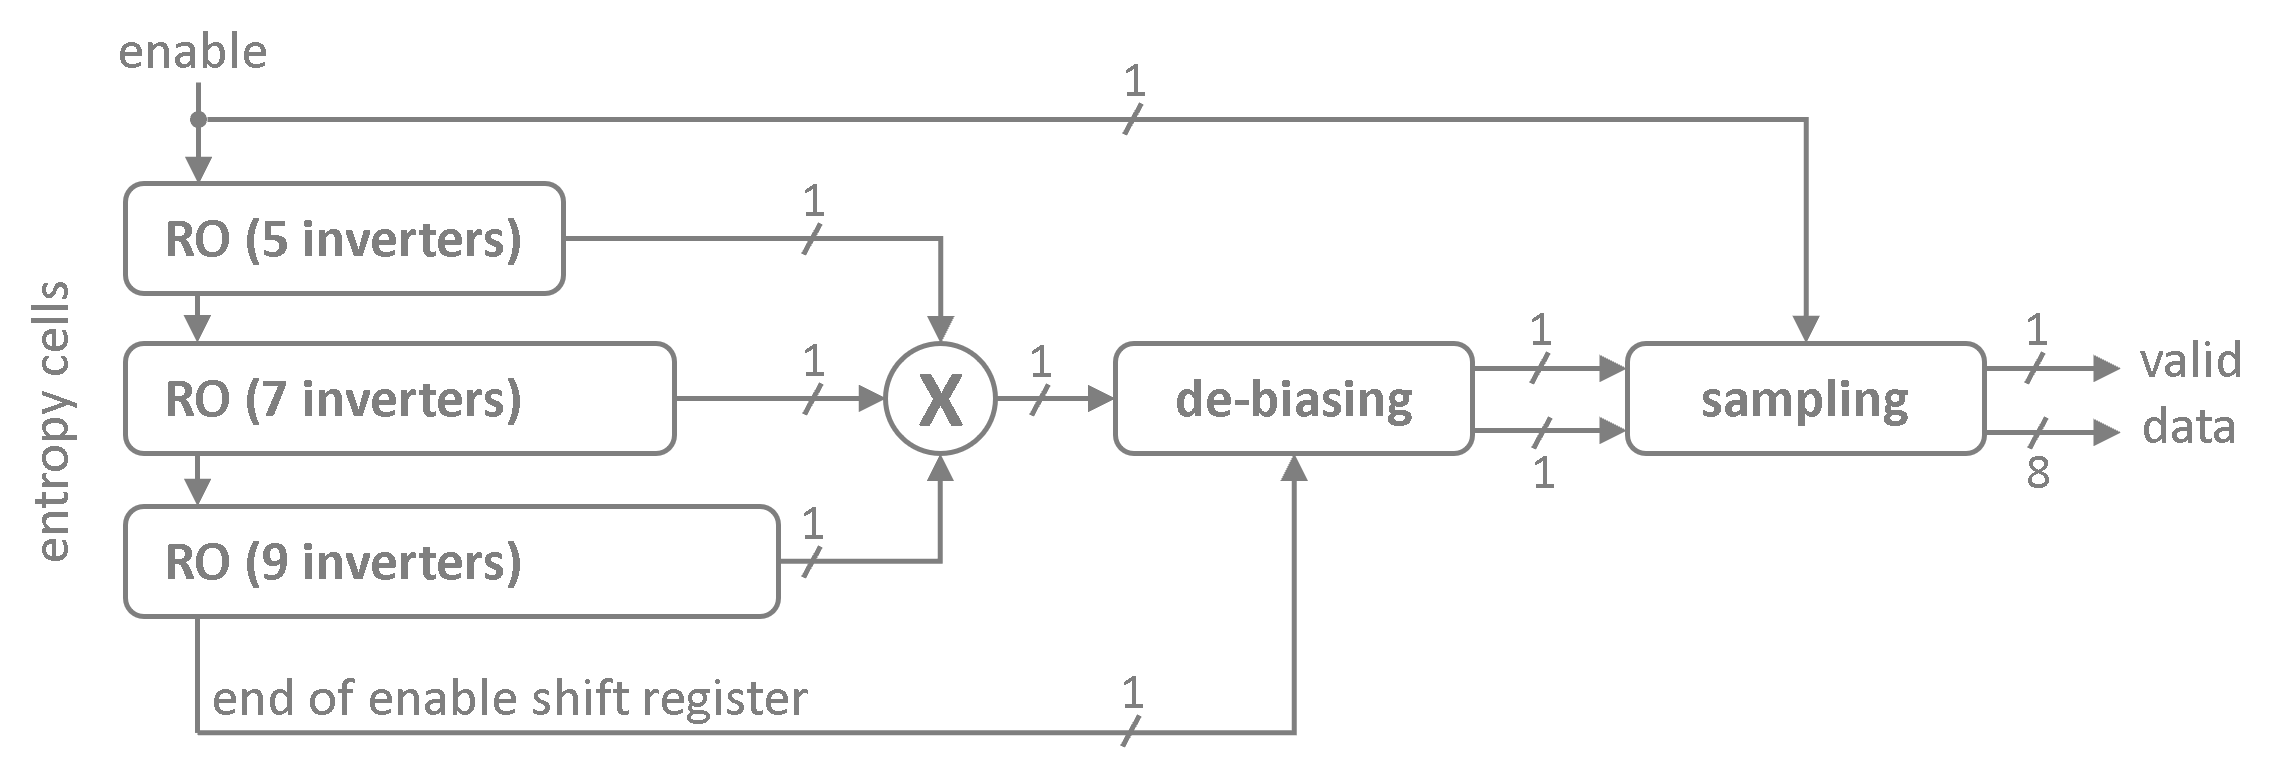 enable
1
RO (5 inverters)
1
entropy cells
RO (7 inverters)
1
X
1
de-biasing
1
1
sampling
1
valid
data
8
RO (9 inverters)
1
end of enable shift register
1